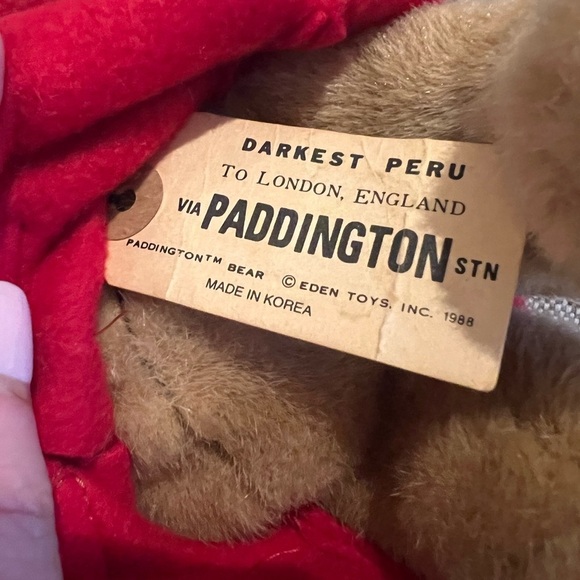 DARKEST PERU
TO LONDON, ENGLAND
VIA PADDINGTON STN
PADDINGTON™ BEAR © EDEN TOYS, INC. 1988
MADE IN KOREA